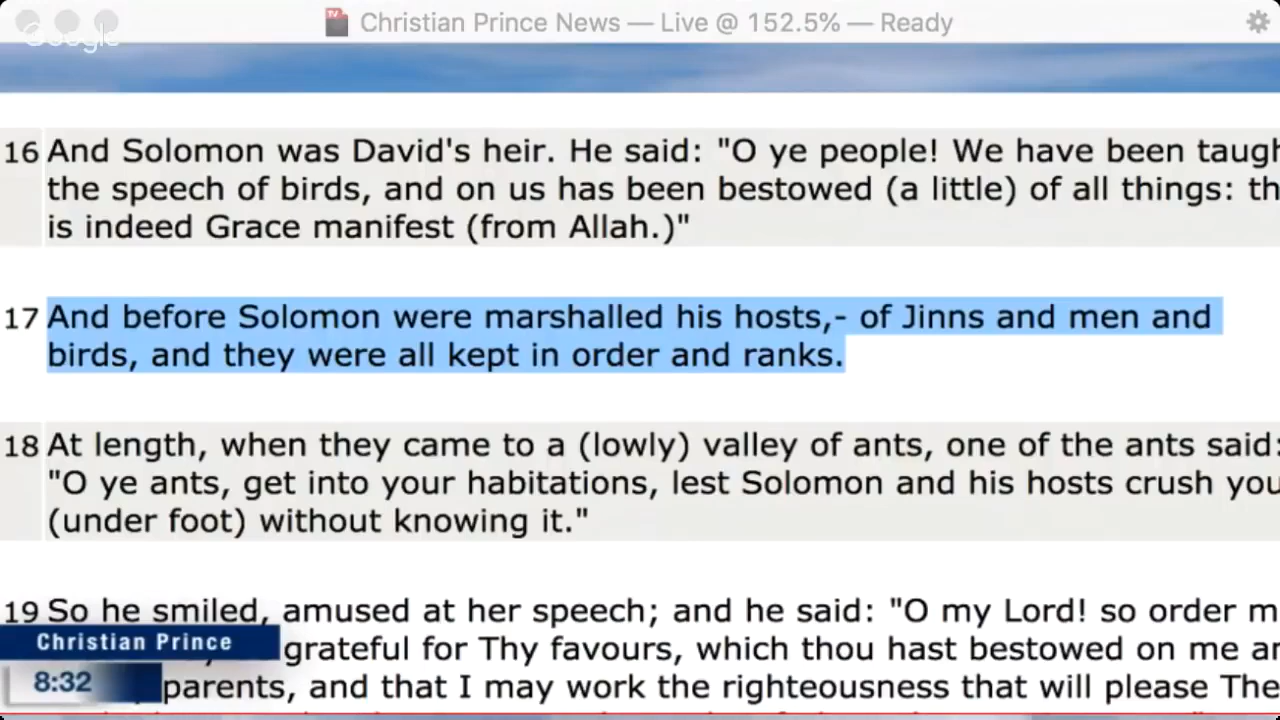 Christian Prince News — Live @ 152.5% — Ready
Google
16 And Solomon was David's heir. He said: "O ye people! We have been taugh
the speech of birds, and on us has been bestowed (a little) of all things: th
is indeed Grace manifest (from Allah.)"
17 And before Solomon were marshalled his hosts,- of Jinns and men and
birds, and they were all kept in order and ranks.
18 At length, when they came to a (lowly) valley of ants, one of the ants said:
"O ye ants, get into your habitations, lest Solomon and his hosts crush you
(under foot) without knowing it."
19 So he smiled, amused at her speech; and he said: "O my Lord! so order m
grateful for Thy favours, which thou hast bestowed on me an
parents, and that I may work the righteousness that will please The
Christian Prince
8:32